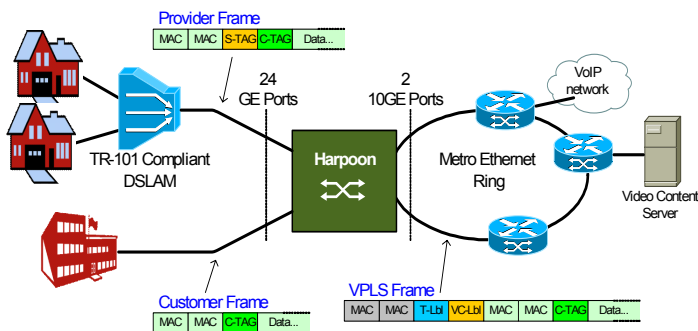 Provider Frame
MAC MAC S-TAG C-TAG Data...
24
GE Ports
2
10GE Ports
VoIP
network
TR-101 Compliant
DSLAM
Harpoon
Metro Ethernet
Ring
Video Content
Server
Customer Frame
MAC MAC C-TAG Data...
VPLS Frame
MAC MAC T-Lbl VC-Lbl MAC MAC C-TAG Data...